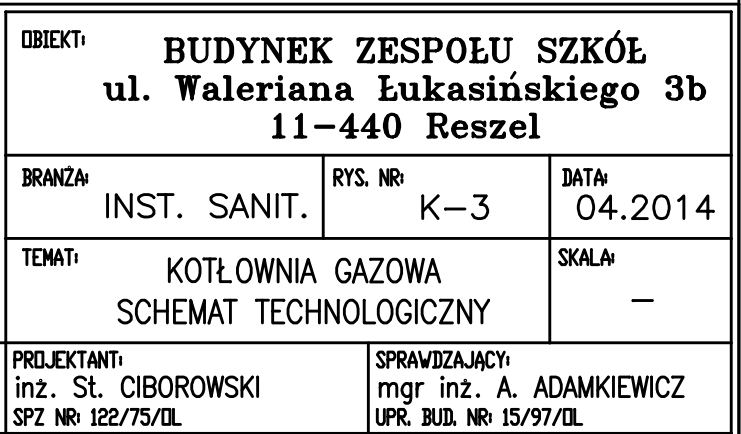 OBIEKT:
BUDYNEK ZESPOŁU SZKÓŁ
ul. Waleriana Łukasińskiego 3b
11-440 Reszel
BRANŻA:
INST. SANIT.
RYS. NR:
K-3
DATA:
04.2014
TEMAT:
KOTŁOWNIA GAZOWA
SCHEMAT TECHNOLOGICZNY
SKALA:
-
PROJEKTANT:
inż. St. CIBOROWSKI
SPZ NR: 122/75/OL
SPRAWDZAJĄCY:
mgr inż. A. ADAMKIEWICZ
UPR. BUD. NR: 15/97/OL